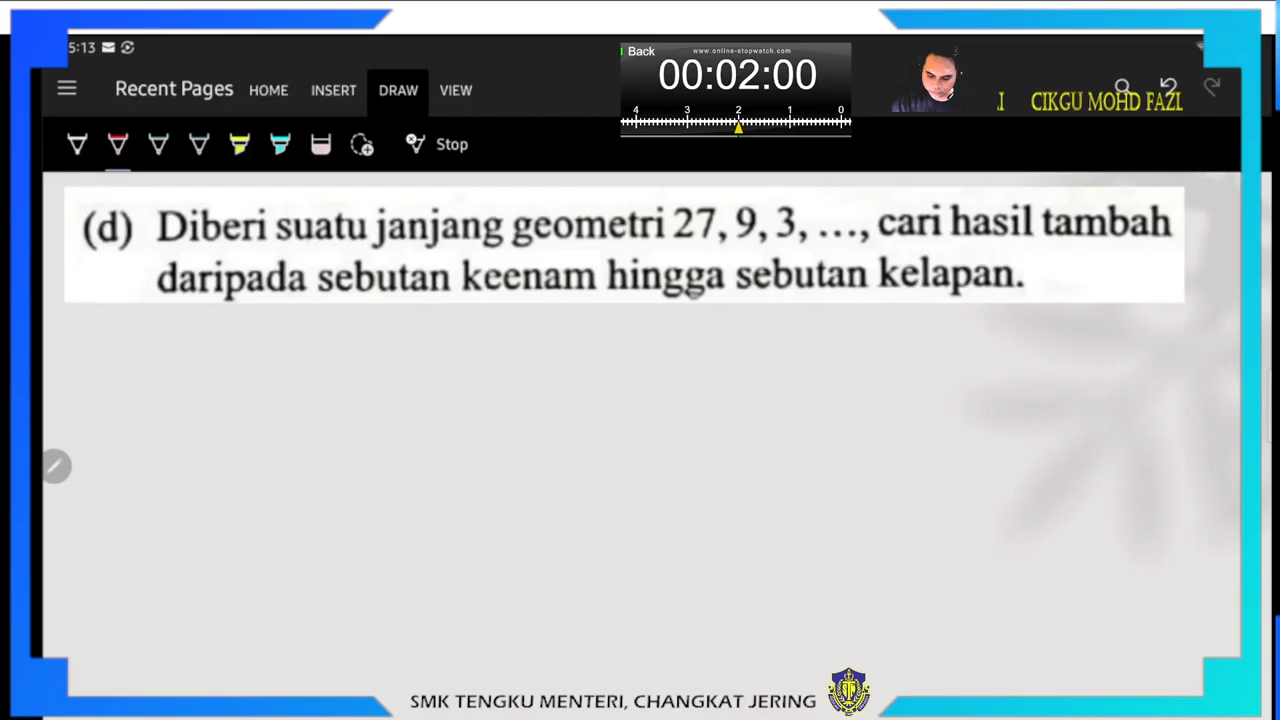 5:13
Back
www.online-stopwatch.com
00:02:00
4 3 2 1 0
Recent Pages HOME INSERT DRAW VIEW
I CIKGU MOHD FAZL
Stop
(d) Diberi suatu janjang geometri 27, 9, 3, …, cari hasil tambah
daripada sebutan keenam hingga sebutan kelapan.
SMK TENGKU MENTERI, CHANGKAT JERING